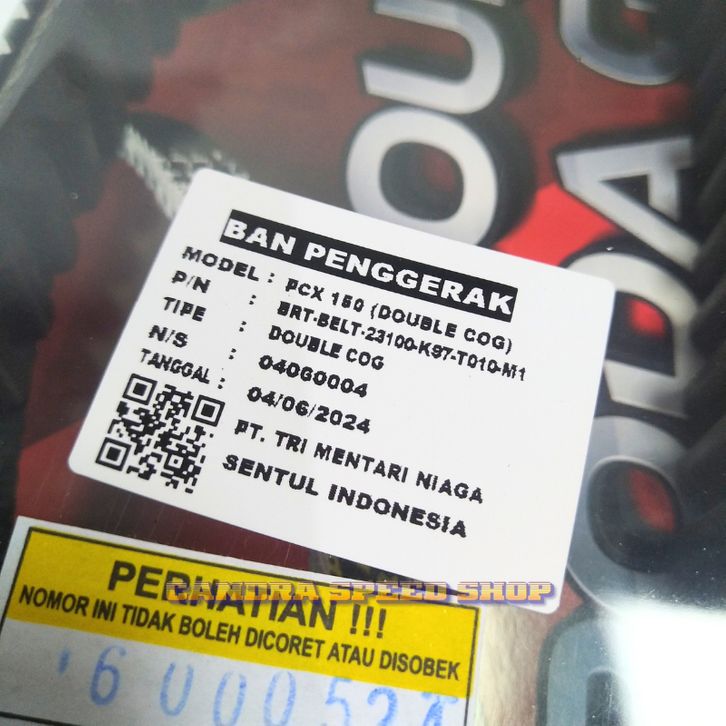 BAN PENGGERAK
MODEL : PCX 150 (DOUBLE COG)
P/N : BRT-BELT-23100-K97-T010-M1
TIPE : DOUBLE COG
N/S : 04060004
TANGGAL : 04/06/2024
PT. TRI MENTARI NIAGA
SENTUL INDONESIA
PERHATIAN !!!
CANDRA SPEED SHOP
NOMOR INI TIDAK BOLEH DICORET ATAU DISOBEK